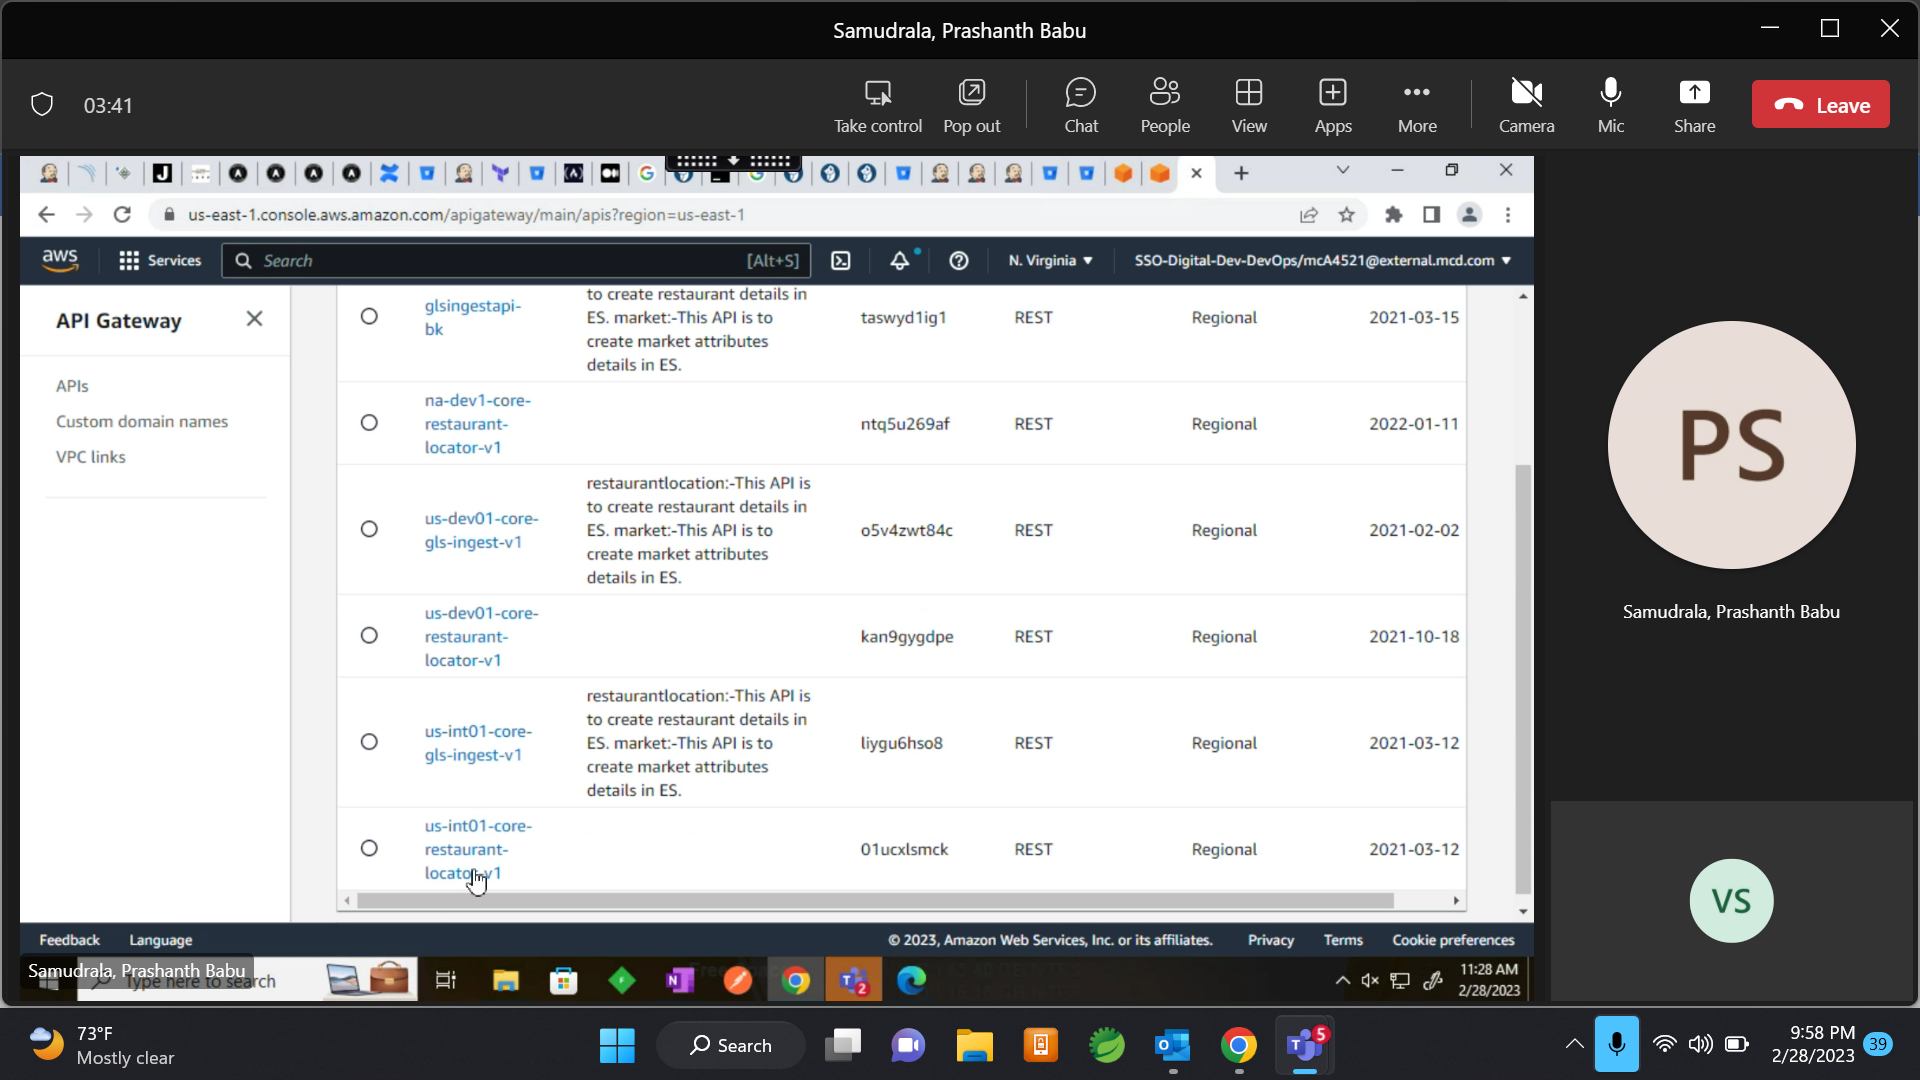 Samudrala, Prashanth Babu
03:41
Take control
Pop out
Chat
People
View
Apps
More
Camera
Mic
Share
Leave
us-east-1.console.aws.amazon.com/apigateway/main/apis?region=us-east-1
aws
Services
Search
[Alt+S]
N. Virginia
SSO-Digital-Dev-DevOps/mcA4521@external.mcd.com
API Gateway
APIs
Custom domain names
VPC links
glsingestapi-
bk
to create restaurant details in
ES. market:-This API is to
create market attributes
details in ES.
taswyd1ig1
REST
Regional
2021-03-15
na-dev1-core-
restaurant-
locator-v1
ntq5u269af
REST
Regional
2022-01-11
us-dev01-core-
gls-ingest-v1
restaurantlocation:-This API is
to create restaurant details in
ES. market:-This API is to
create market attributes
details in ES.
o5v4zwt84c
REST
Regional
2021-02-02
us-dev01-core-
restaurant-
locator-v1
kan9gygdpe
REST
Regional
2021-10-18
us-int01-core-
gls-ingest-v1
restaurantlocation:-This API is
to create restaurant details in
ES. market:-This API is to
create market attributes
details in ES.
liygu6hso8
REST
Regional
2021-03-12
us-int01-core-
restaurant-
locator-v1
01ucxlsmck
REST
Regional
2021-03-12
Feedback
Language
© 2023, Amazon Web Services, Inc. or its affiliates.
Privacy
Terms
Cookie preferences
Samudrala, Prashanth Babu
Type here to search
2
11:28 AM
2/28/2023
PS
Samudrala, Prashanth Babu
VS
73°F
Mostly clear
Search
5
9:58 PM
2/28/2023
39